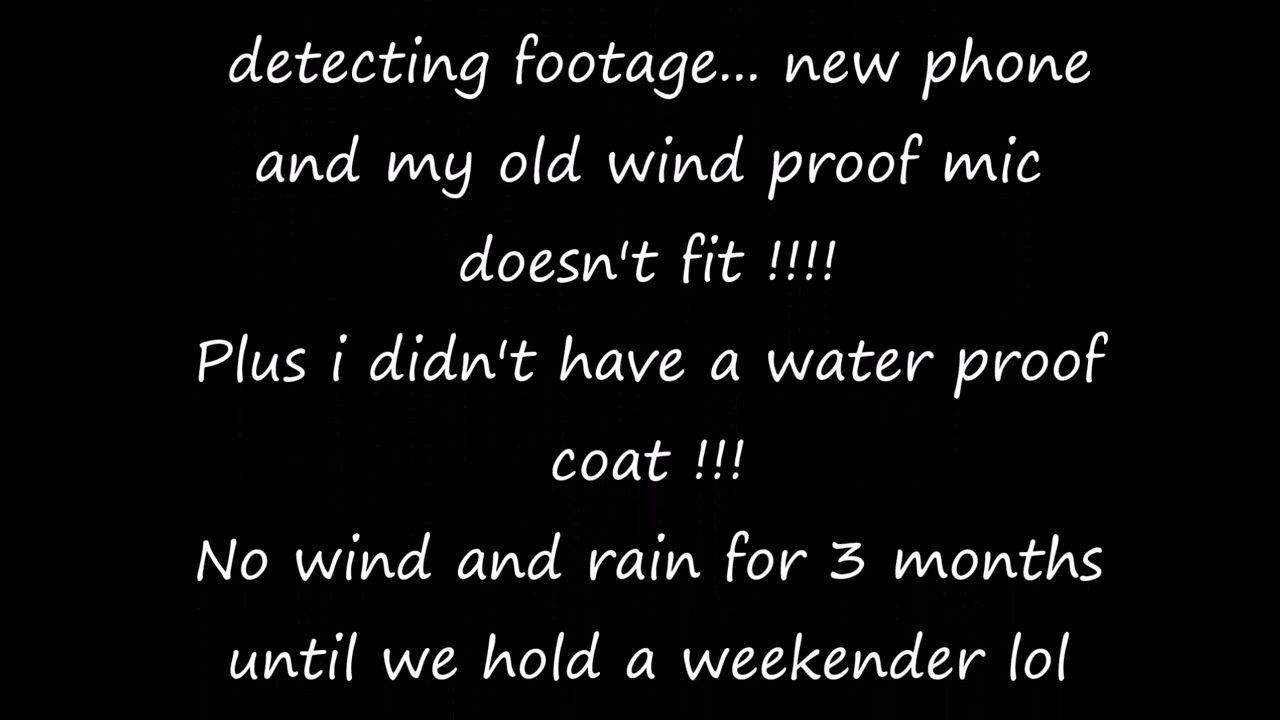 detecting footage... new phone
and my old wind proof mic
doesn't fit !!!!
Plus i didn't have a water proof
coat !!!
No wind and rain for 3 months
until we hold a weekender lol